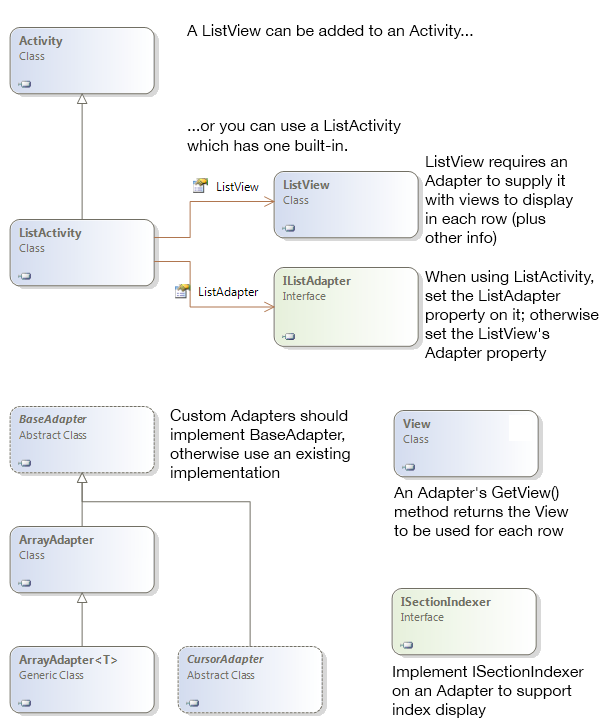 Activity
Class
A ListView can be added to an Activity...
...or you can use a ListActivity
which has one built-in.
ListView
ListView
Class
ListView requires an
Adapter to supply it
with views to display
in each row (plus
other info)
ListActivity
Class
ListAdapter
IListAdapter
Interface
When using ListActivity,
set the ListAdapter
property on it; otherwise
set the ListView's
Adapter property
BaseAdapter
Abstract Class
Custom Adapters should
implement BaseAdapter,
otherwise use an existing
implementation
View
Class
An Adapter's GetView()
method returns the View
to be used for each row
ArrayAdapter
Class
ISectionIndexer
Interface
Implement ISectionIndexer
on an Adapter to support
index display
ArrayAdapter<T>
Generic Class
CursorAdapter
Abstract Class